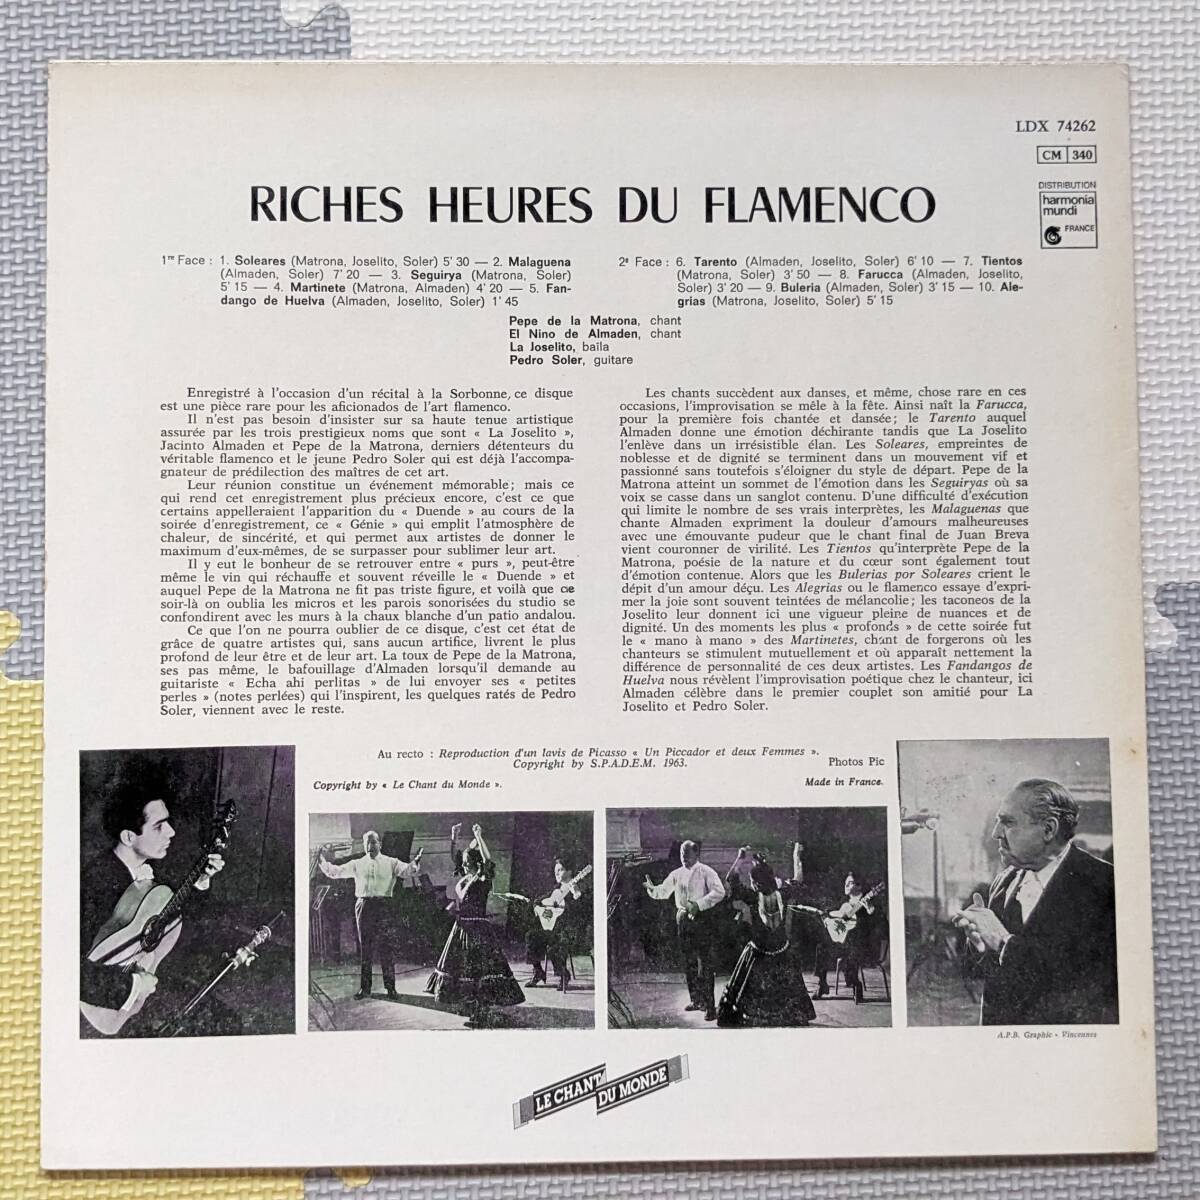 LDX 74262
CM 340
DISTRIBUTION
harmonia
mundi
FRANCE
RICHES HEURES DU FLAMENCO
1re Face : 1. Soleares (Matrona, Joselito, Soler) 5' 30 — 2. Malaguena
(Almaden, Soler) 7' 20 — 3. Seguirya (Matrona, Soler)
5' 15 — 4. Martinete (Matrona, Almaden) 4' 20 — 5. Fan-
dango de Huelva (Almaden, Joselito, Soler) 1' 45
2e Face : 6. Tarento (Almaden, Joselito, Soler) 6' 10 — 7. Tientos
(Matrona, Soler) 3' 50 — 8. Farucca (Almaden, Joselito,
Soler) 3' 20 — 9. Buleria (Almaden, Soler) 3' 15 — 10. Ale-
grias (Matrona, Joselito, Soler) 5' 15
Pepe de la Matrona, chant
El Nino de Almaden, chant
La Joselito, baïla
Pedro Soler, guitare
Enregistré à l'occasion d'un récital à la Sorbonne, ce disque
est une pièce rare pour les aficionados de l'art flamenco.
Il n'est pas besoin d'insister sur sa haute tenue artistique
assurée par les trois prestigieux noms que sont « La Joselito »,
Jacinto Almaden et Pepe de la Matrona, derniers détenteurs du
véritable flamenco et le jeune Pedro Soler qui est déjà l'accompa-
gnateur de prédilection des maîtres de cet art.
Leur réunion constitue un événement mémorable; mais ce
qui rend cet enregistrement plus précieux encore, c'est ce que
certains appelleraient l'apparition du « Duende » au cours de la
soirée d'enregistrement, ce « Génie » qui emplit l'atmosphère de
chaleur, de sincérité, et qui permet aux artistes de donner le
maximum d'eux-mêmes, de se surpasser pour sublimer leur art.
Il y eut le bonheur de se retrouver entre « purs », peut-être
même le vin qui réchauffe et souvent réveille le « Duende » et
auquel Pepe de la Matrona ne fit pas triste figure, et voilà que ce
soir-là on oublia les micros et les parois sonorisées du studio se
confondirent avec les murs à la chaux blanche d'un patio andalou.
Ce que l'on ne pourra oublier de ce disque, c'est cet état de
grâce de quatre artistes qui, sans aucun artifice, livrent le plus
profond de leur être et de leur art. La toux de Pepe de la Matrona,
ses pas même, le bafouillage d'Almaden lorsqu'il demande au
guitariste « Echa ahi perlitas » de lui envoyer ses « petites
perles » (notes perlées) qui l'inspirent, les quelques ratés de Pedro
Soler, viennent avec le reste.
Les chants succèdent aux danses, et même, chose rare en ces
occasions, l'improvisation se mêle à la fête. Ainsi naît la Farucca,
pour la première fois chantée et dansée; le Tarento auquel
Almaden donne une émotion déchirante tandis que La Joselito
l'enlève dans un irrésistible élan. Les Soleares, empreintes de
noblesse et de dignité se terminent dans un mouvement vif et
passionné sans toutefois s'éloigner du style de départ. Pepe de la
Matrona atteint un sommet de l'émotion dans les Seguiryas où sa
voix se casse dans un sanglot contenu. D'une difficulté d'exécution
qui limite le nombre de ses vrais interprètes, les Malaguenas que
chante Almaden expriment la douleur d'amours malheureuses
avec une émouvante pudeur que le chant final de Juan Breva
vient couronner de virilité. Les Tientos qu'interprète Pepe de la
Matrona, poésie de la nature et du cœur sont également tout
d'émotion contenue. Alors que les Bulerias por Soleares crient le
dépit d'un amour déçu. Les Alegrias ou le flamenco essaye d'expri-
mer la joie sont souvent teintées de mélancolie; les taconeos de la
Joselito leur donnent ici une vigueur pleine de nuances et de
dignité. Un des moments les plus « profonds » de cette soirée fut
le « mano à mano » des Martinetes, chant de forgerons où les
chanteurs se stimulent mutuellement et où apparaît nettement la
différence de personnalité de ces deux artistes. Les Fandangos de
Huelva nous révèlent l'improvisation poétique chez le chanteur, ici
Almaden célèbre dans le premier couplet son amitié pour La
Joselito et Pedro Soler.
Au recto : Reproduction d'un lavis de Picasso « Un Piccador et deux Femmes ».
Copyright by S.P.A.D.E.M. 1963.
Photos Pic
Copyright by « Le Chant du Monde ».
Made in France.
A.P.B. Graphic - Vincennes
LE CHANT
DU MONDE